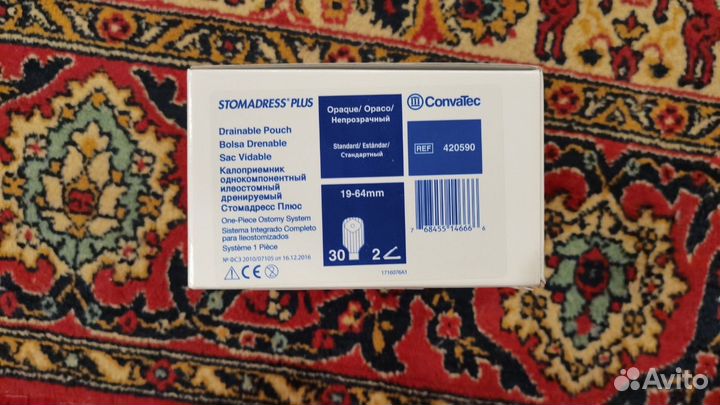 STOMADRESS® PLUS
Drainable Pouch
Bolsa Drenable
Sac Vidable
Калоприемник
однокомпонентный
илеостомный
дренируемый
Стомадресс Плюс
One-Piece Ostomy System
Sistema Integrado Completo
para Ileostomizados
Système 1 Pièce
№ ФСЗ 2010/07105 от 16.12.2016
CE
Opaque/ Opaco/
Непрозрачный
Standard/ Estándar/
Стандартный
19-64mm
30 2
1716076A1
ConvaTec
REF 420590
7 68455 14666 6
Avito